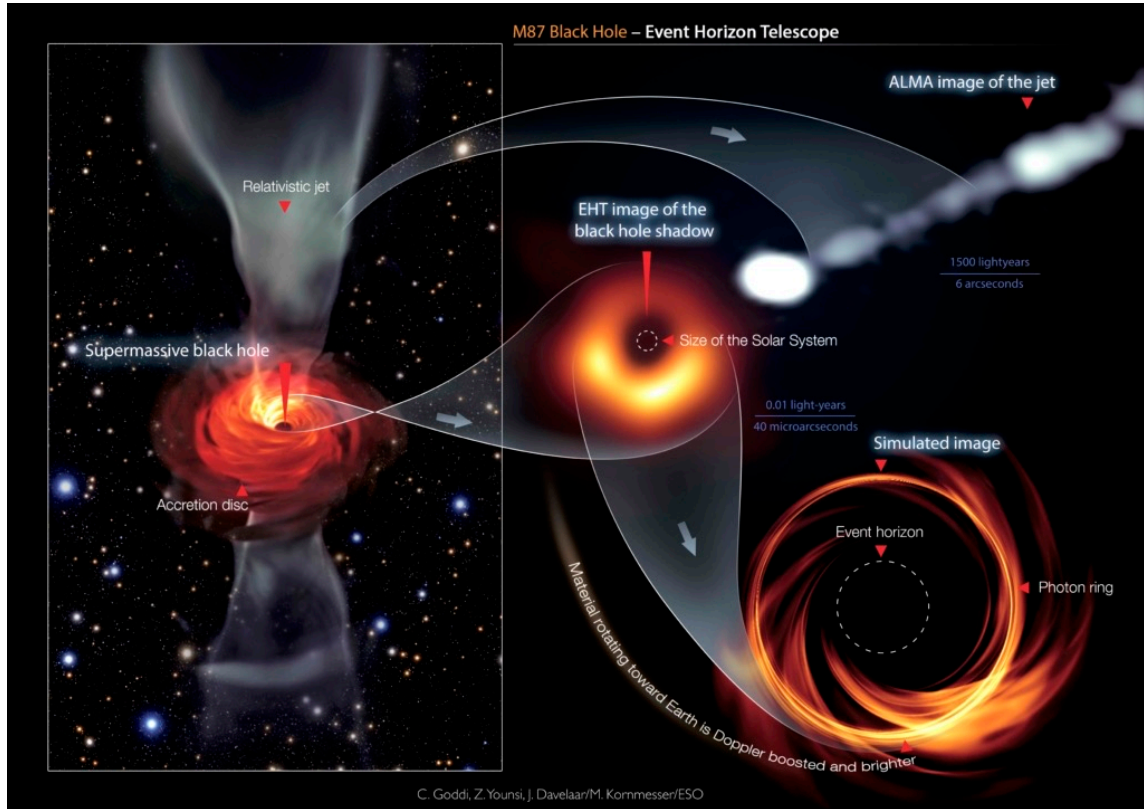 M87 Black Hole – Event Horizon Telescope
ALMA image of the jet
Relativistic jet
EHT image of the
black hole shadow
1500 lightyears
6 arcseconds
Size of the Solar System
Supermassive black hole
0.01 light-years
40 microarcseconds
Simulated image
Accretion disc
Event horizon
Photon ring
Material rotating toward Earth is Doppler boosted and brighter
C. Goddi, Z. Younsi, J. Davelaar/M. Kornmesser/ESO